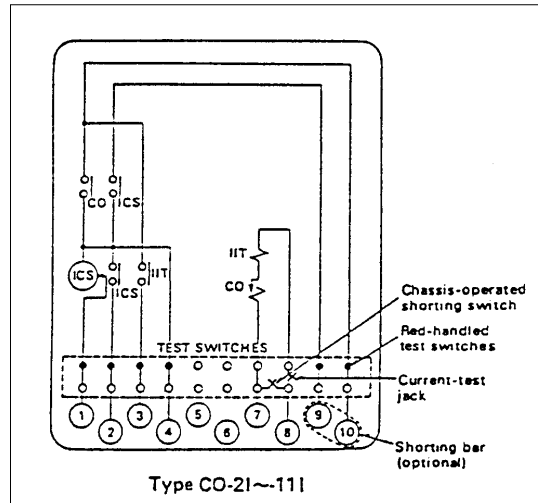 CO
ICS
ICS
ICS
IIT
IIT
CO
Chassis-operated
shorting switch
TEST SWITCHES
Red-handled
test switches
Current-test
jack
1
2
3
4
5
6
7
8
9
10
Shorting bar
(optional)
Type CO-2I~-111